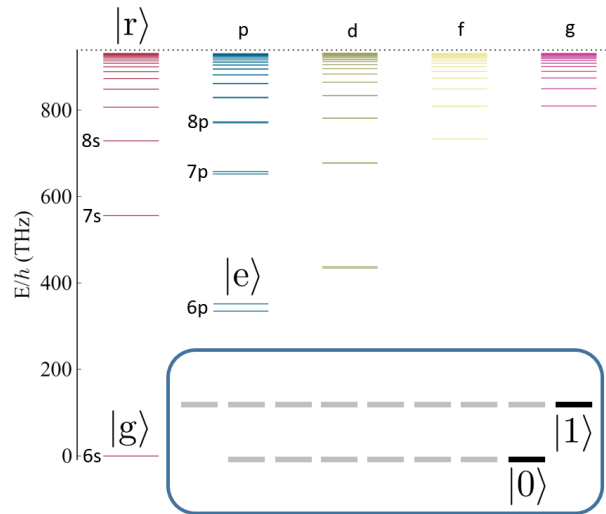 |r⟩ p d f g
800
8s 8p
7p
600
7s
E/h (THz)
400
|e⟩
6p
200
|g⟩ |1⟩
6s 0 |0⟩